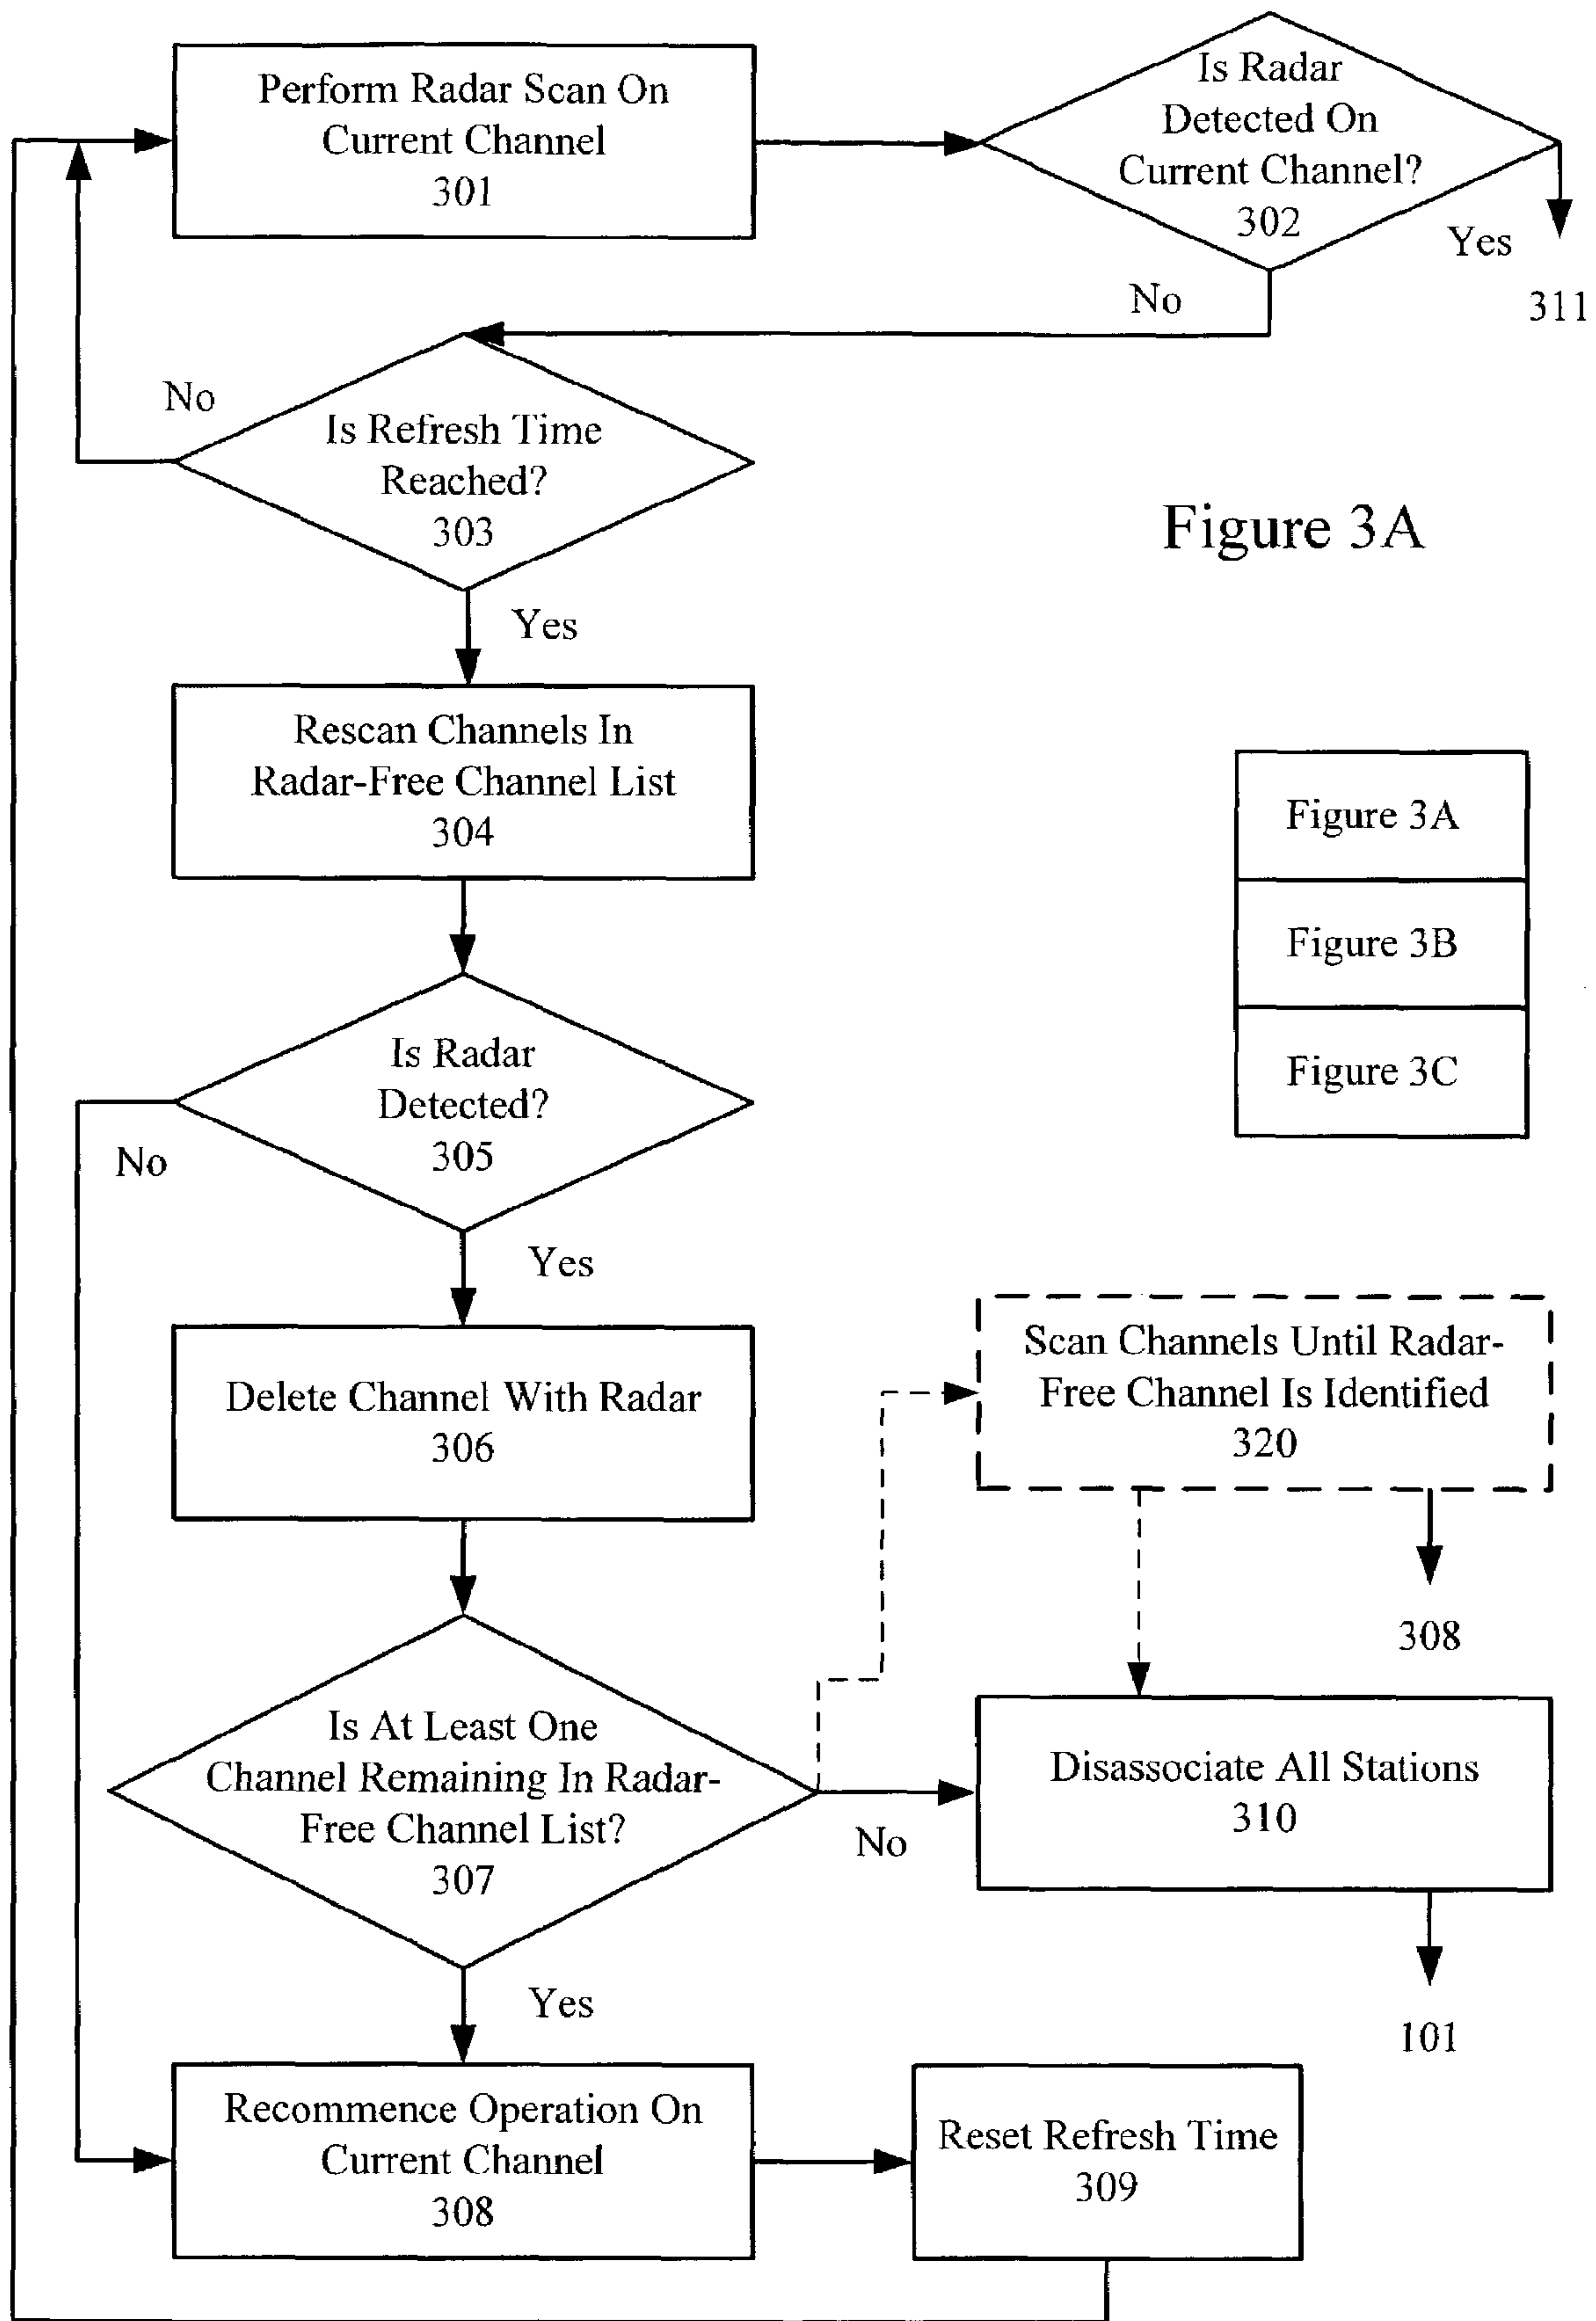 Perform Radar Scan On
Current Channel
301
Is Radar
Detected On
Current Channel?
302
Yes
311
No
No
Is Refresh Time
Reached?
303
Figure 3A
Yes
Rescan Channels In
Radar-Free Channel List
304
Figure 3A
Figure 3B
Figure 3C
Is Radar
Detected?
305
No
Yes
Delete Channel With Radar
306
Scan Channels Until Radar-
Free Channel Is Identified
320
308
Is At Least One
Channel Remaining In Radar-
Free Channel List?
307
No
Disassociate All Stations
310
101
Yes
Recommence Operation On
Current Channel
308
Reset Refresh Time
309